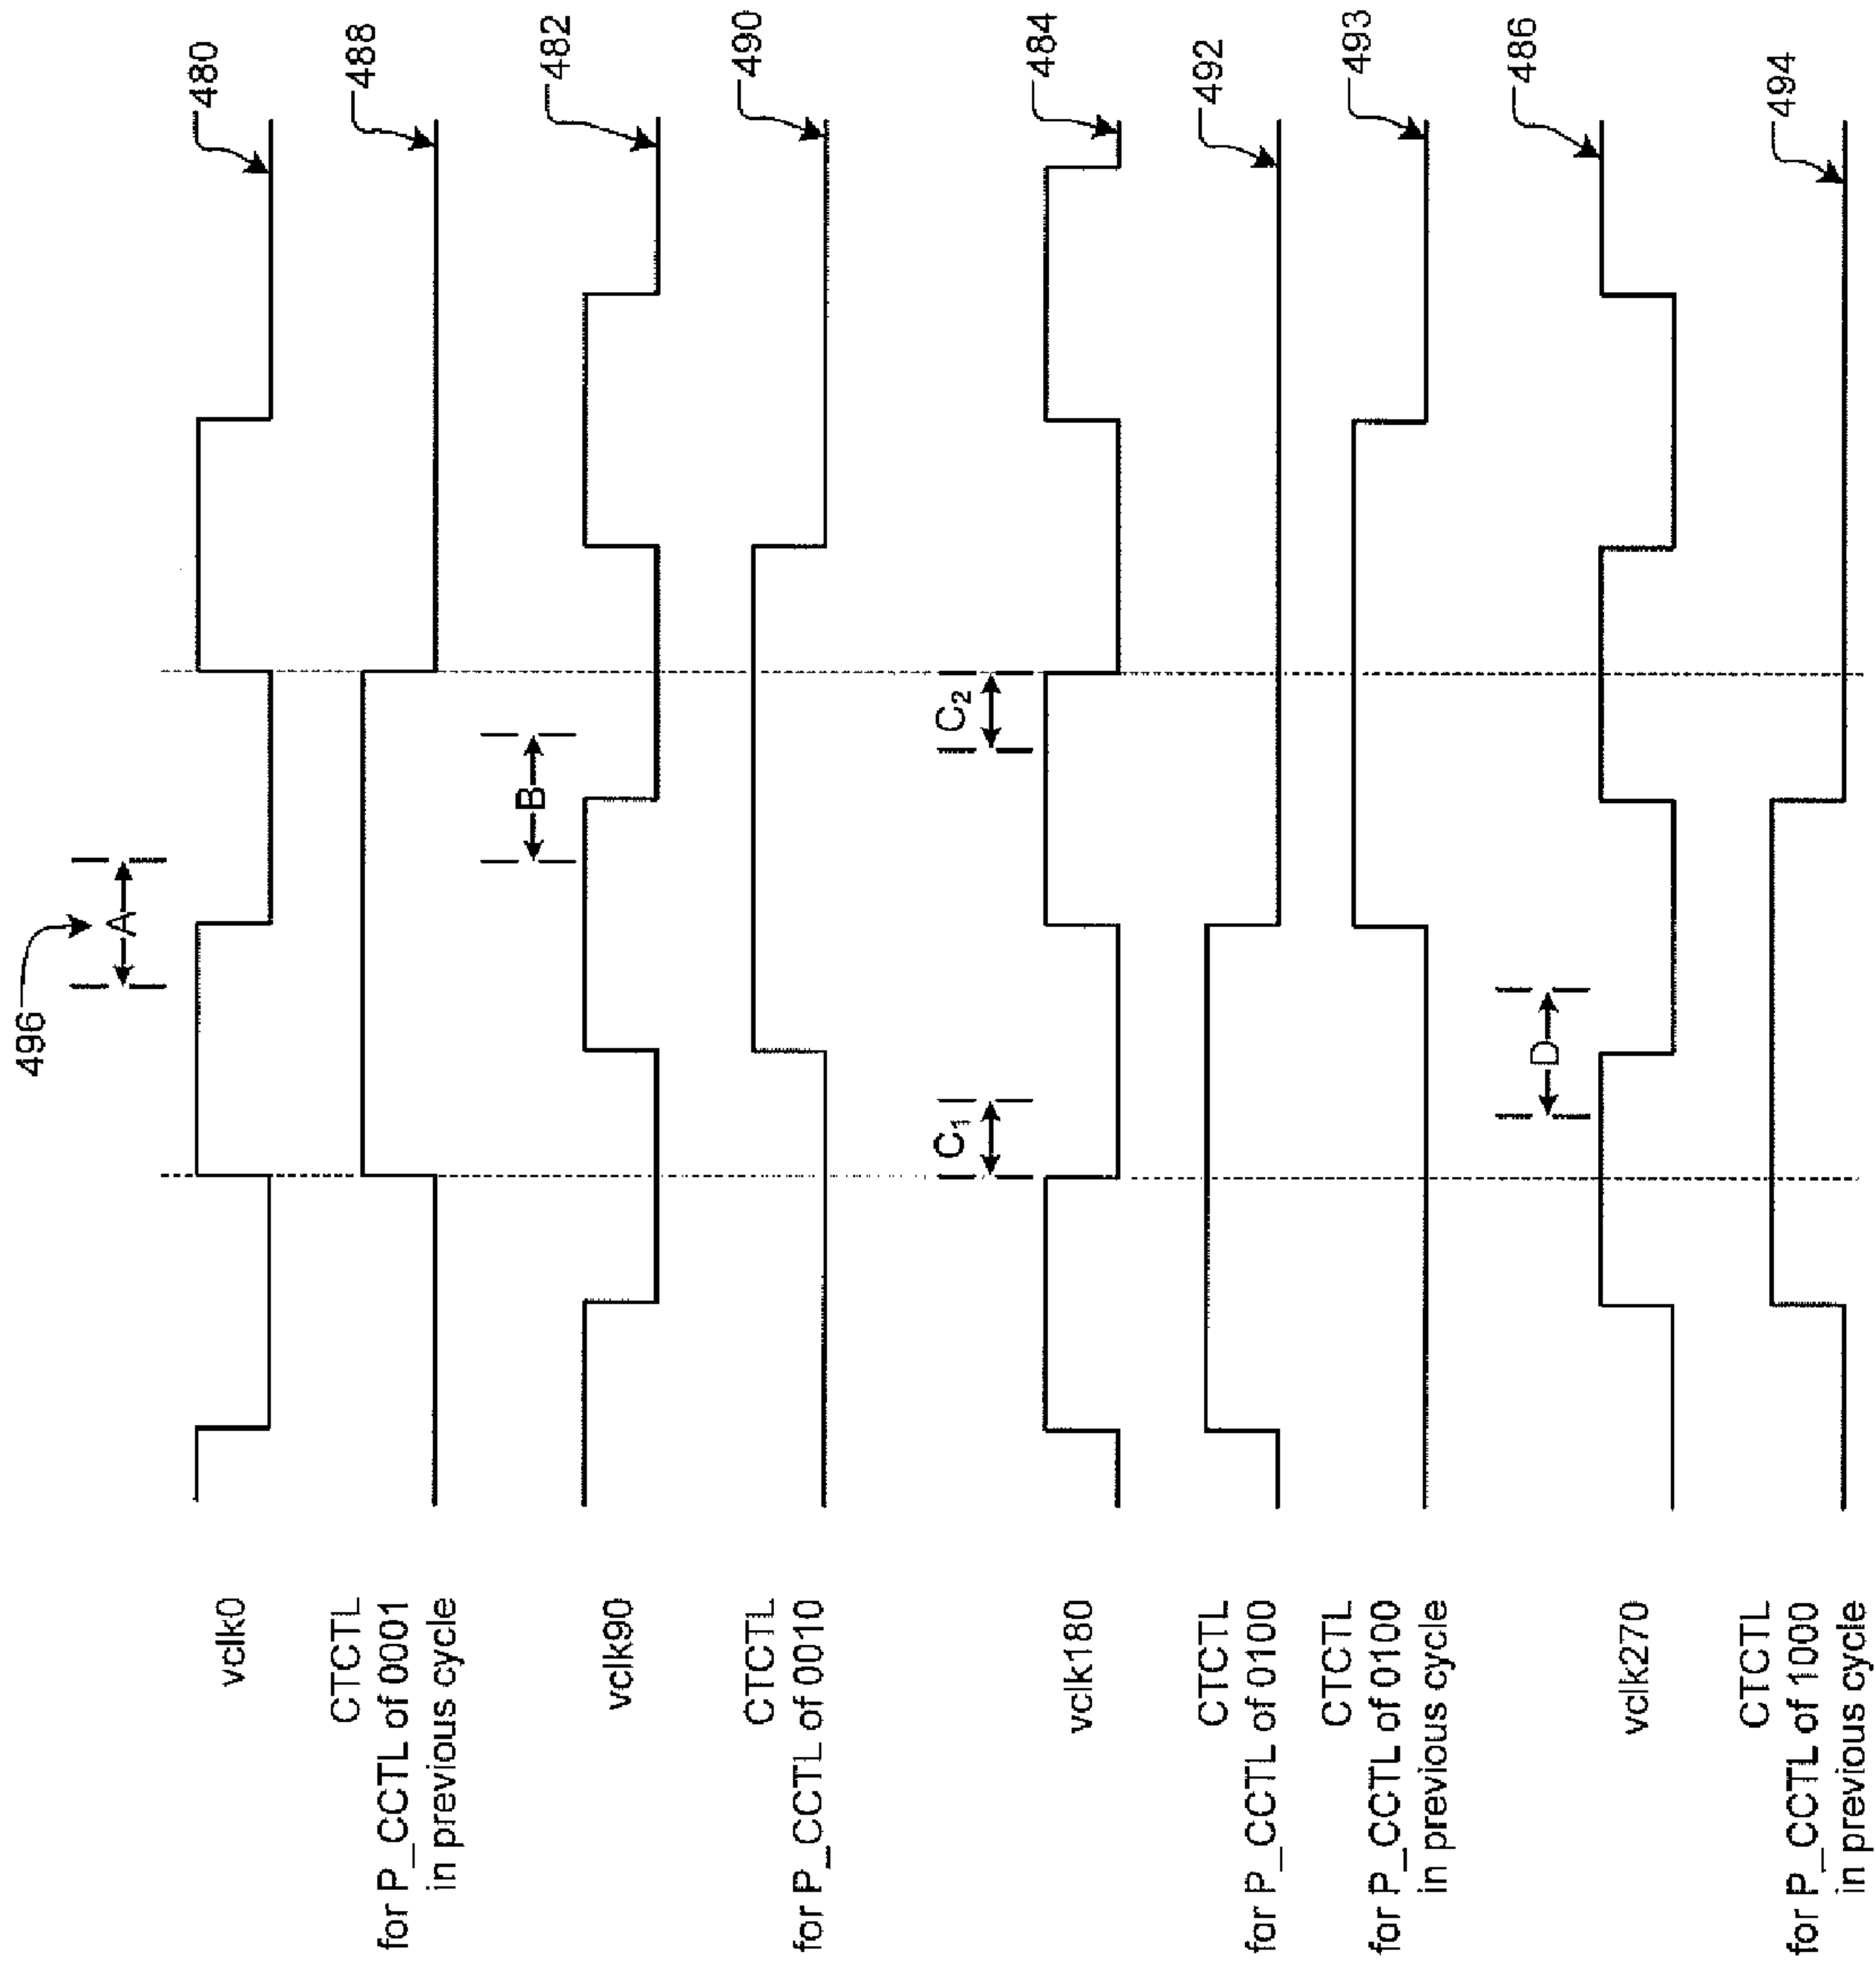 496
A
vclk0
480
CTCTL
for P_CCTL of 0001
in previous cycle
488
B
vclk90
482
CTCTL
for P_CCTL of 0010
490
C1
C2
vclk180
484
CTCTL
for P_CCTL of 0100
492
CTCTL
for P_CCTL of 0100
in previous cycle
493
D
vclk270
486
CTCTL
for P_CCTL of 1000
in previous cycle
494